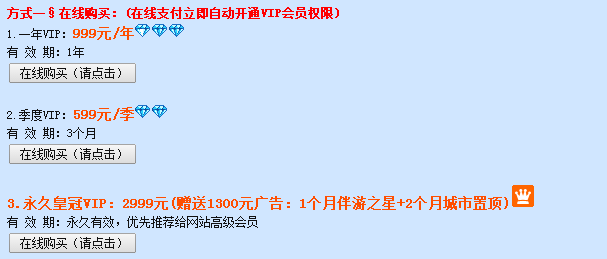 方式一§在线购买：(在线支付立即自动开通VIP会员权限)
1.一年VIP：999元/年
有 效 期：1年
在线购买（请点击）
2.季度VIP：599元/季
有 效 期：3个月
在线购买（请点击）
3.永久皇冠VIP：2999元(赠送1300元广告：1个月伴游之星+2个月城市置顶)
有 效 期：永久有效，优先推荐给网站高级会员
在线购买（请点击）